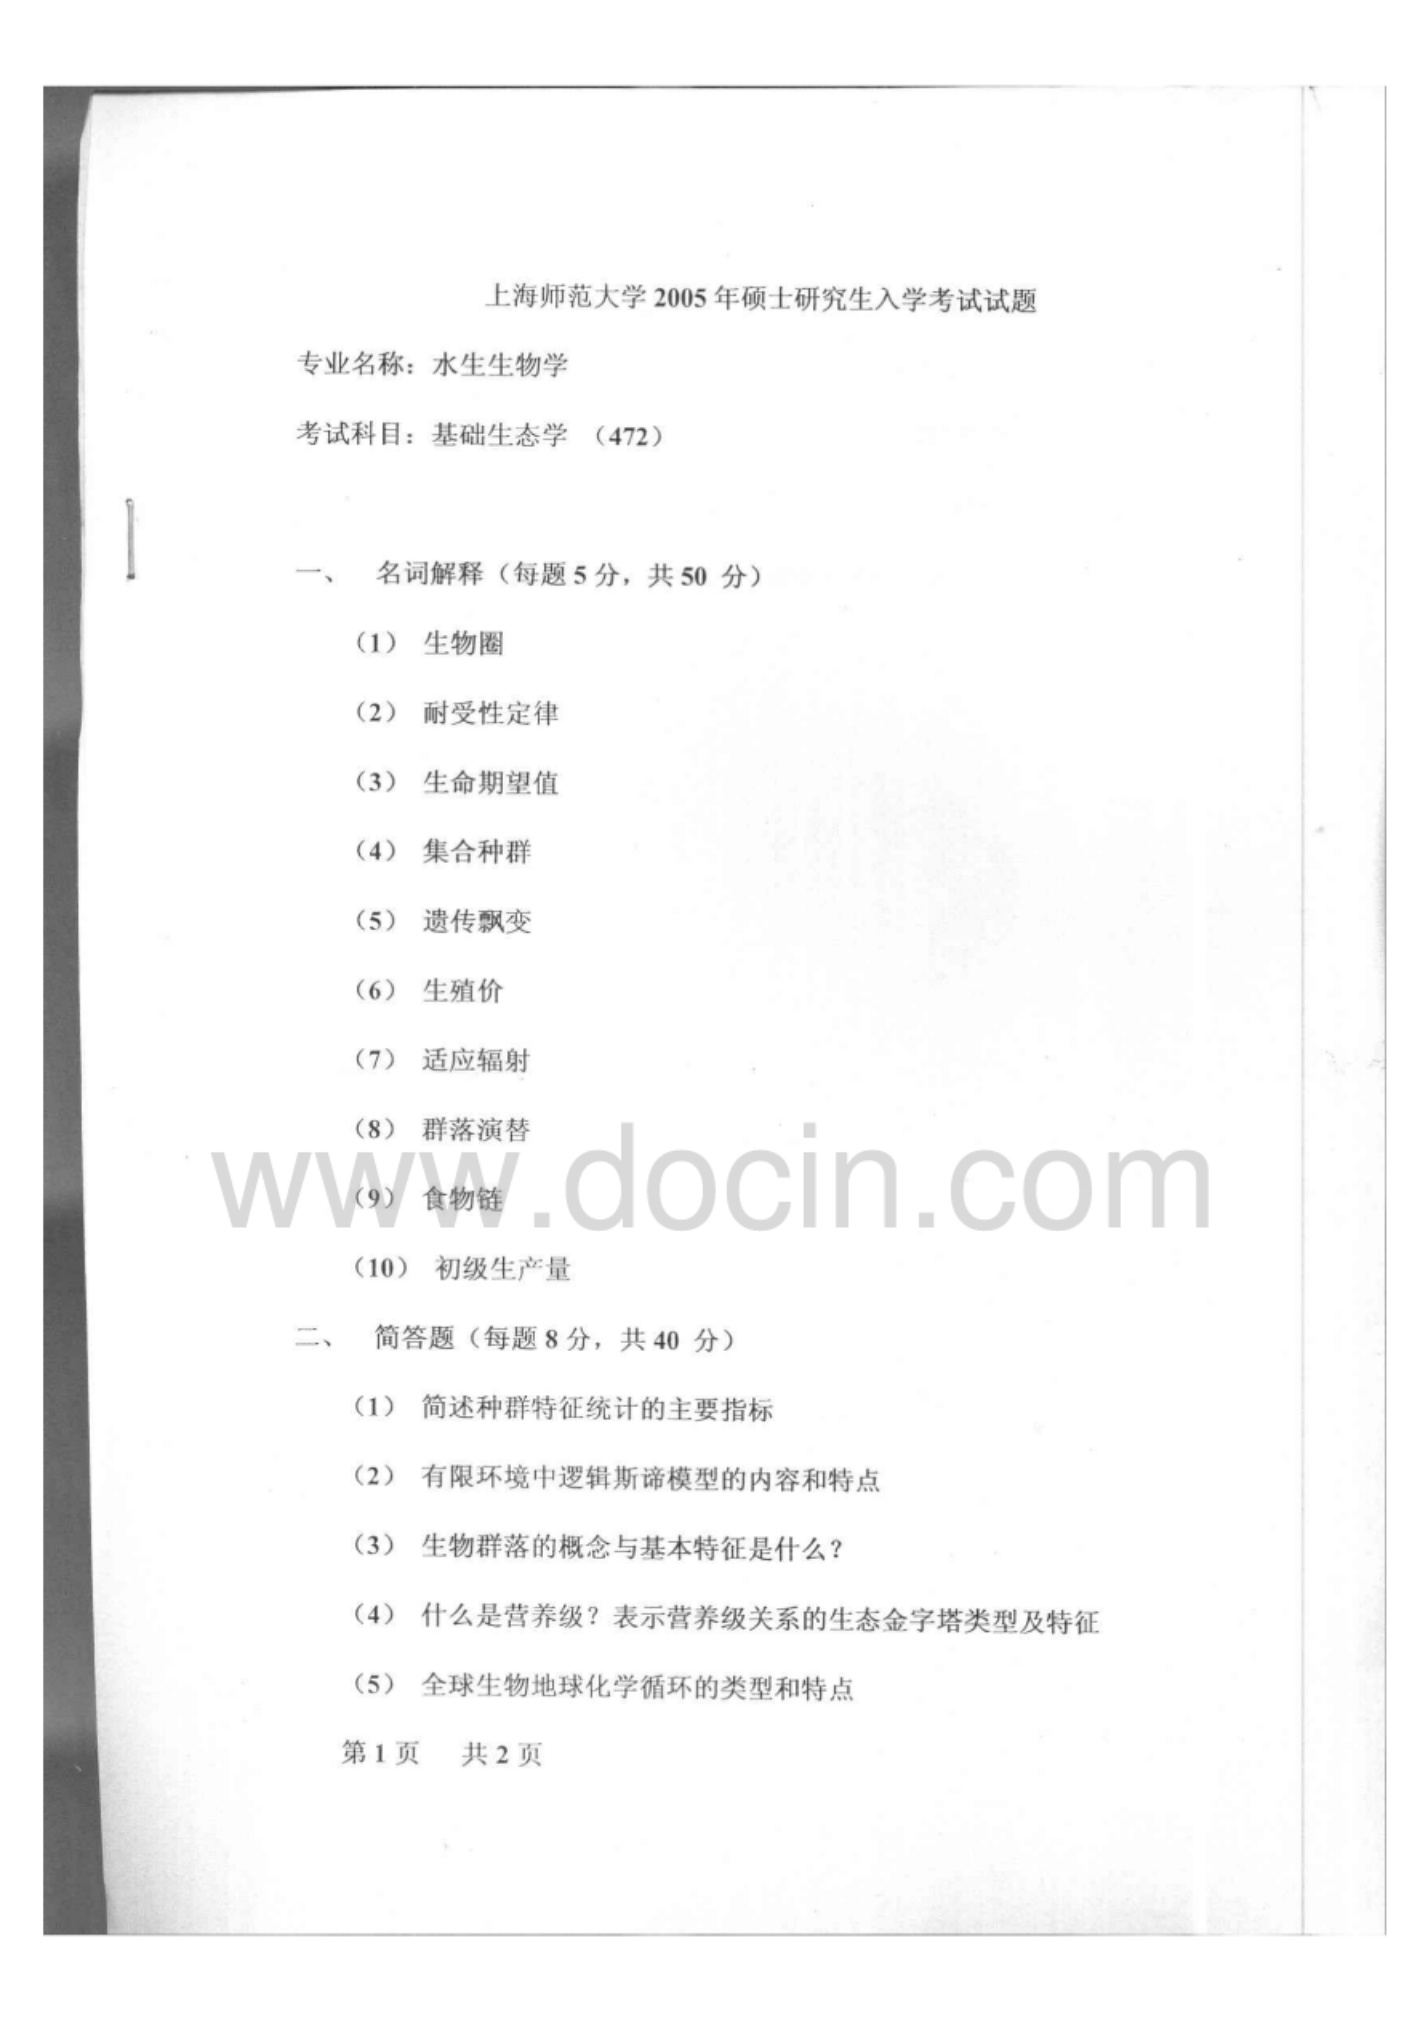 上海师范大学 2005 年硕士研究生入学考试试题
专业名称：水生生物学
考试科目：基础生态学 （472）
一、 名词解释（每题 5 分，共 50 分）
（1） 生物圈
（2） 耐受性定律
（3） 生命期望值
（4） 集合种群
（5） 遗传飘变
（6） 生殖价
（7） 适应辐射
（8） 群落演替
www.docin.com
（9） 食物链
（10） 初级生产量
二、 简答题（每题 8 分，共 40 分）
（1） 简述种群特征统计的主要指标
（2） 有限环境中逻辑斯谛模型的内容和特点
（3） 生物群落的概念与基本特征是什么？
（4） 什么是营养级？表示营养级关系的生态金字塔类型及特征
（5） 全球生物地球化学循环的类型和特点
第 1 页 共 2 页